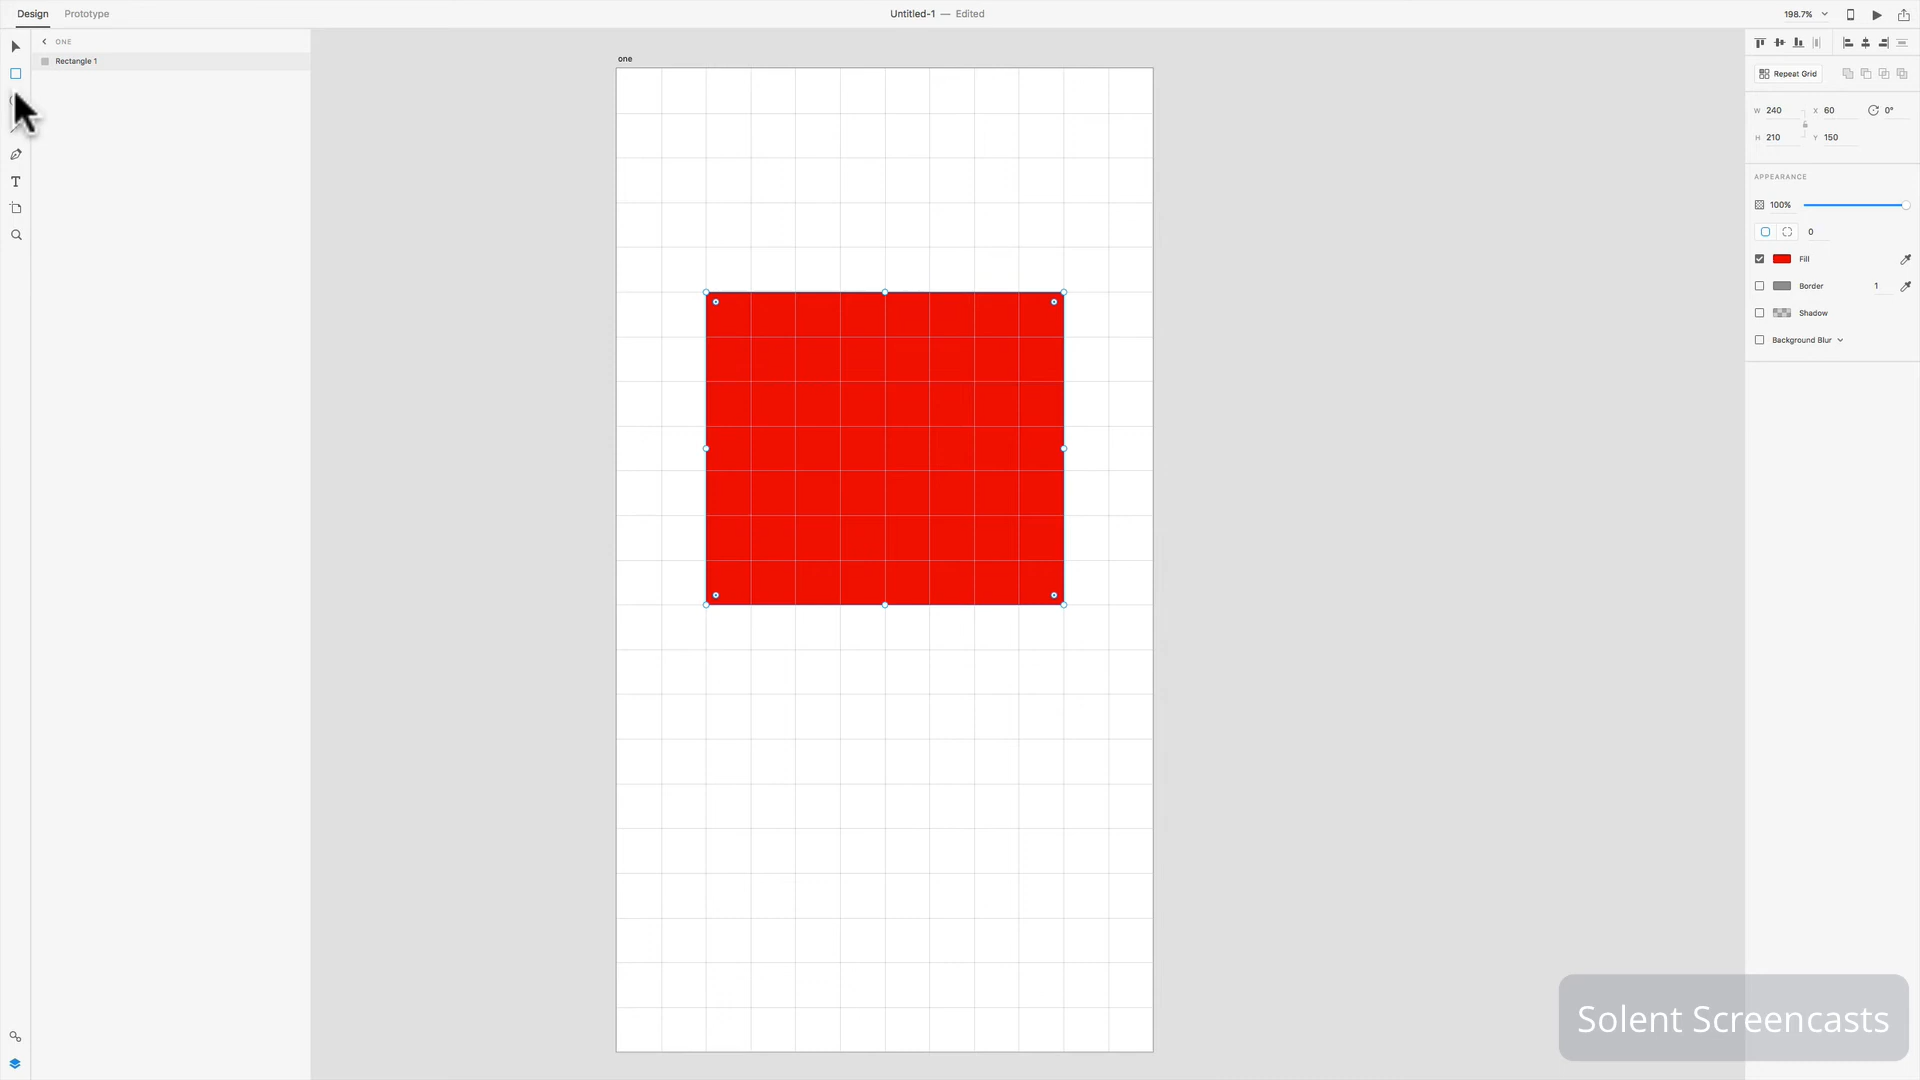 Design Prototype Untitled-1 — Edited 198.7%
ONE
Rectangle 1
one
Repeat Grid
W 240 X 60 0°
H 210 Y 150
APPEARANCE
100%
0
Fill
Border 1
Shadow
Background Blur
T
Solent Screencasts